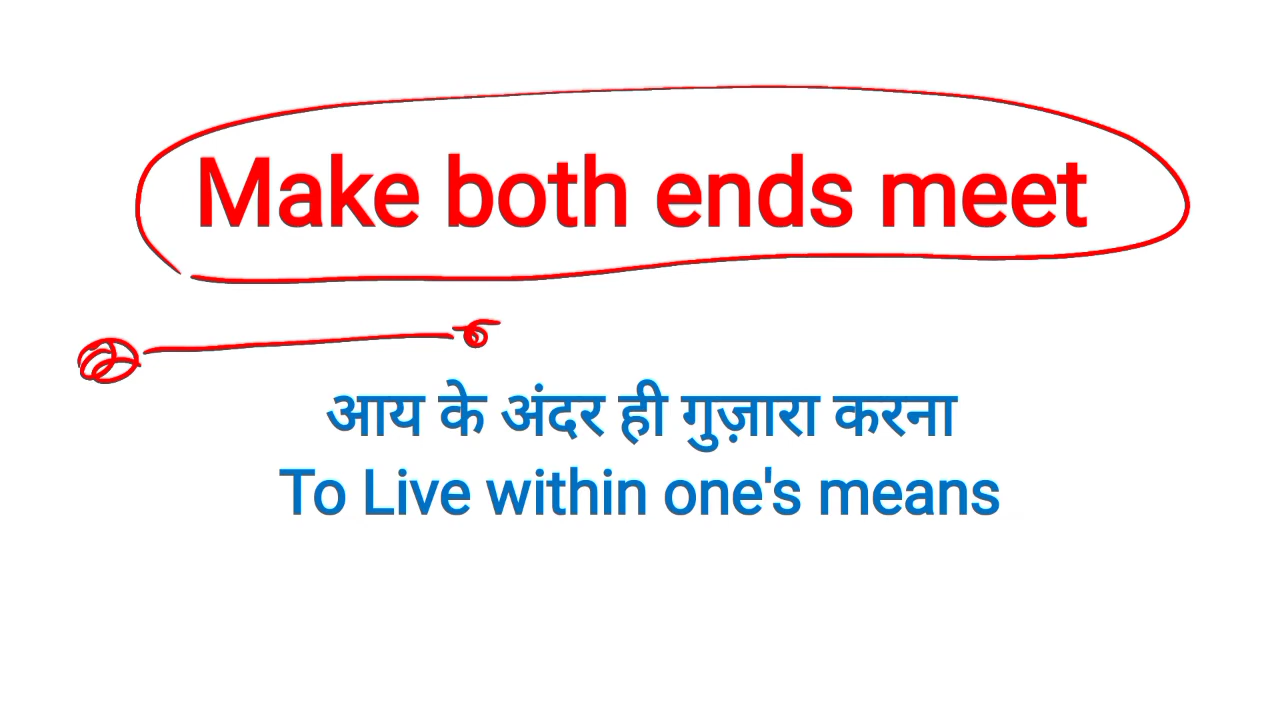 Make both ends meet
आय के अंदर ही गुज़ारा करना
To Live within one's means